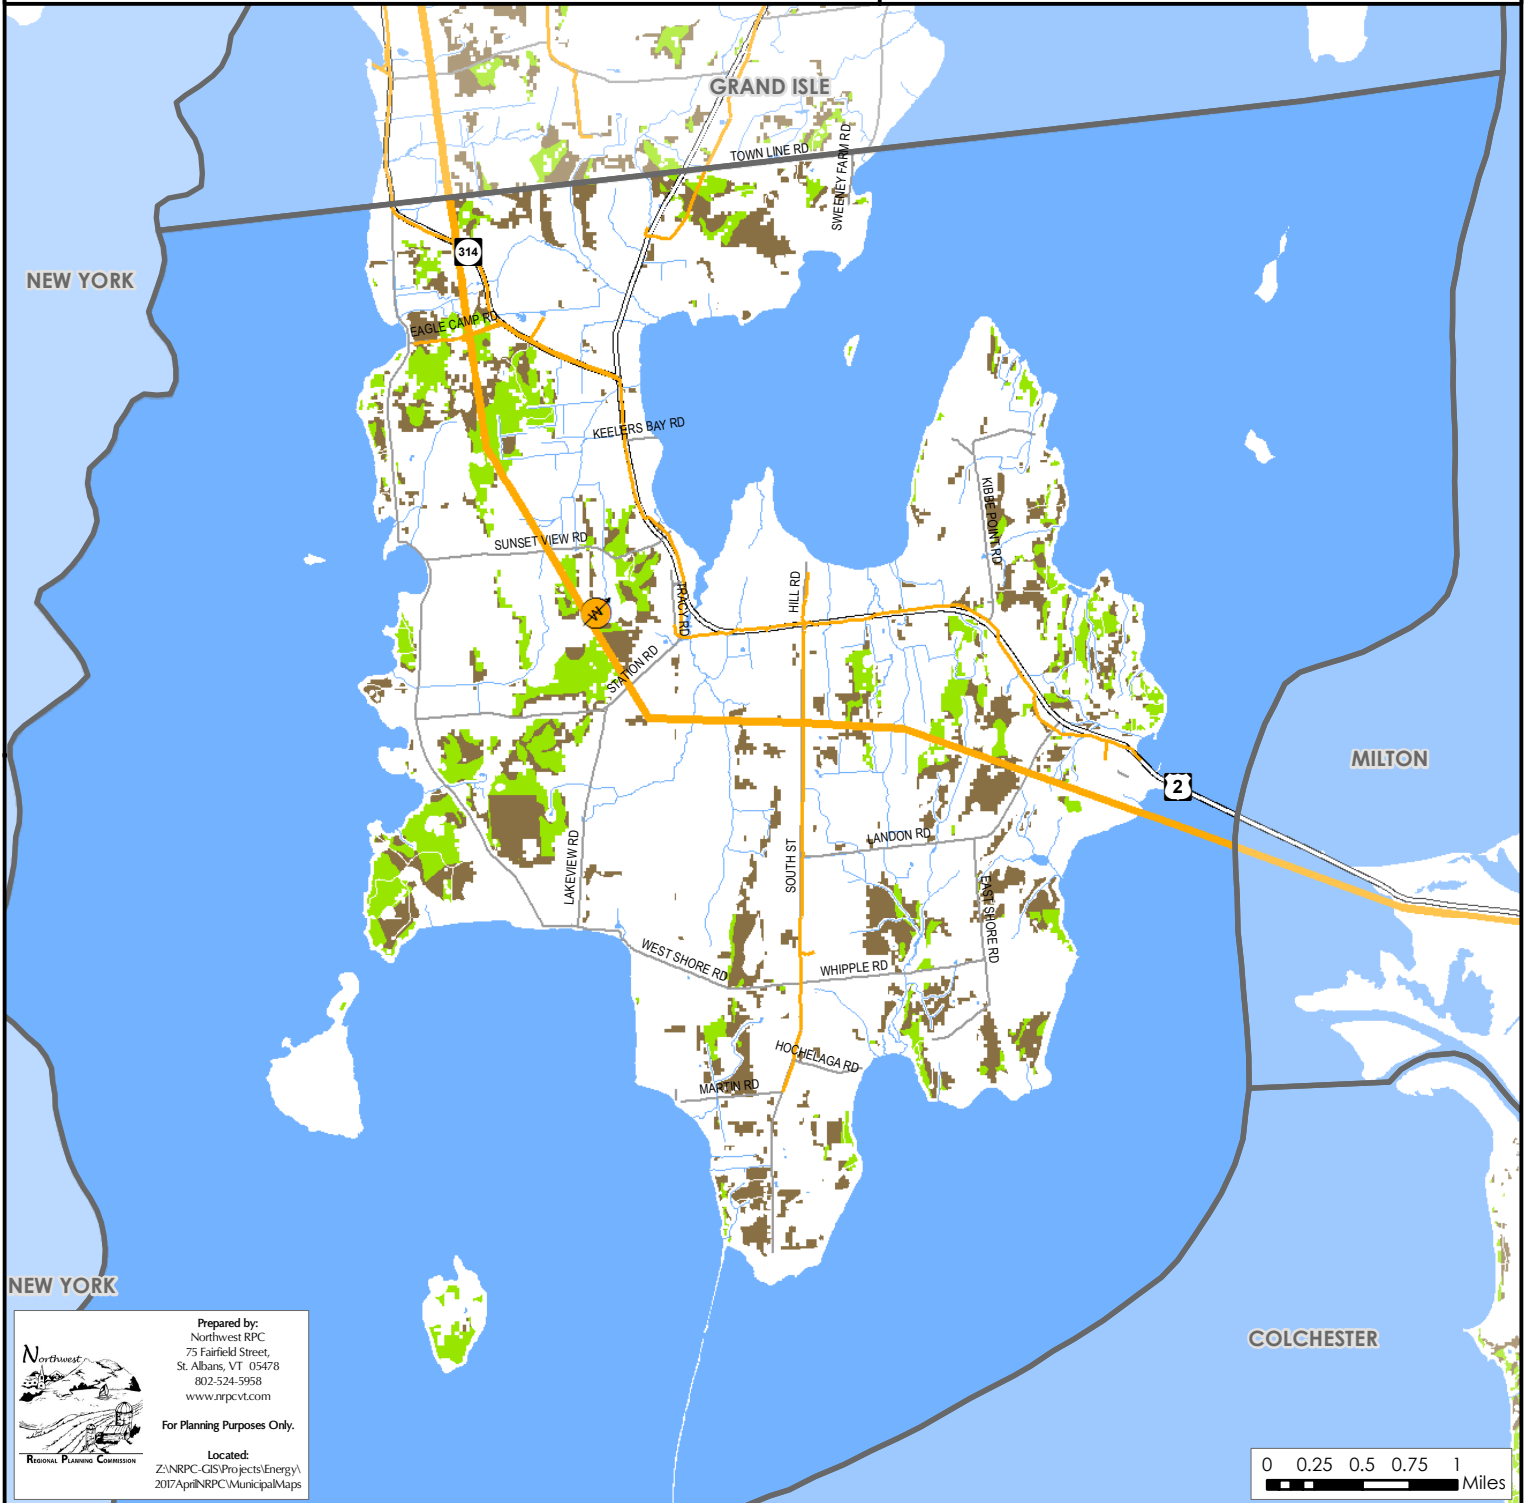 GRAND ISLE
TOWN LINE RD
SWEENEY FARM RD
314
NEW YORK
EAGLE CAMP RD
KEELERS BAY RD
KIBBE POINT RD
SUNSET VIEW RD
HILL RD
TRACY RD
W
STATION RD
MILTON
2
LANDON RD
SOUTH ST
LAKEVIEW RD
EAST SHORE RD
WEST SHORE RD
WHIPPLE RD
HOCHELAGA RD
MARTIN RD
NEW YORK
COLCHESTER
Northwest
REGIONAL PLANNING COMMISSION
Prepared by:
Northwest RPC
75 Fairfield Street,
St. Albans, VT 05478
802-524-5958
www.nrpcvt.com
For Planning Purposes Only.
Located:
Z:\NRPC-GIS\Projects\Energy\
2017AprilNRPC\MunicipalMaps
0 0.25 0.5 0.75 1
Miles